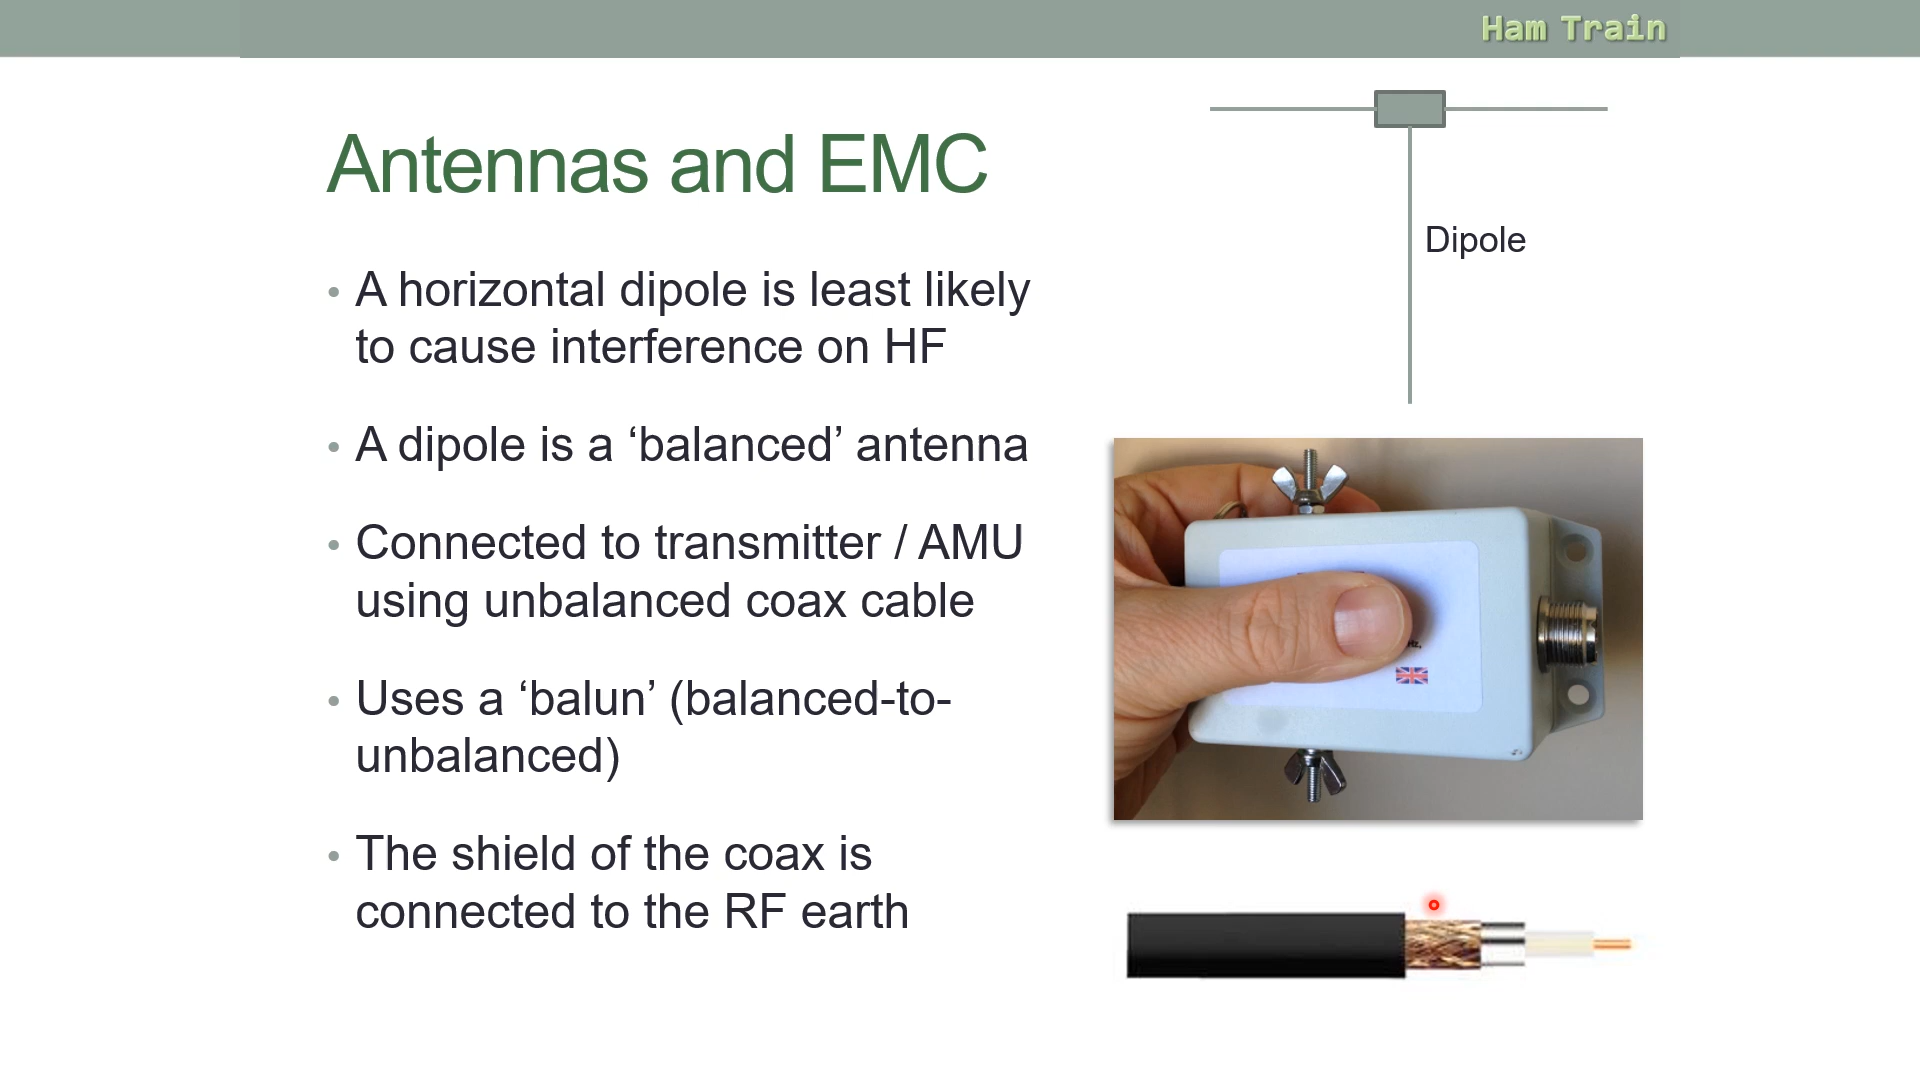 Ham Train
Antennas and EMC
Dipole
• A horizontal dipole is least likely
to cause interference on HF
• A dipole is a ‘balanced’ antenna
• Connected to transmitter / AMU
using unbalanced coax cable
• Uses a ‘balun’ (balanced-to-
unbalanced)
• The shield of the coax is
connected to the RF earth